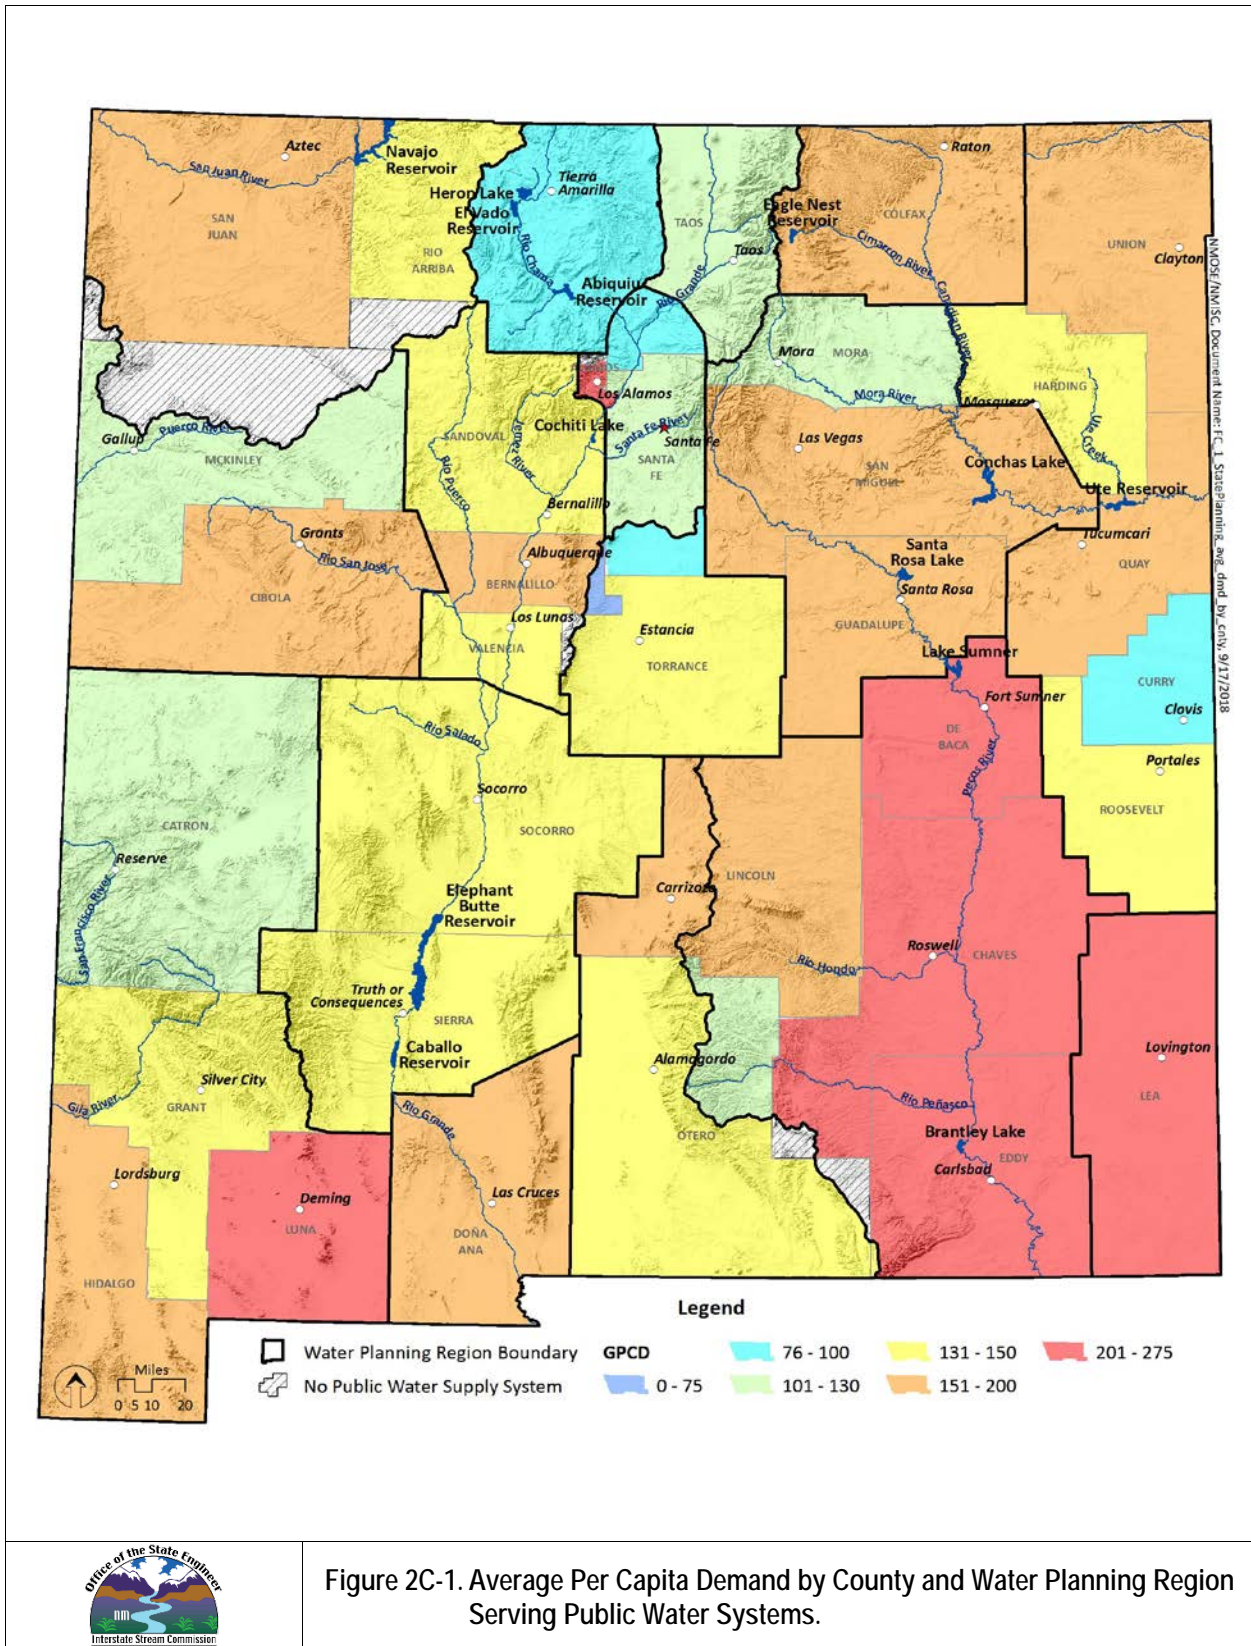 Aztec
Navajo
Reservoir
San Juan River
SAN
JUAN
RIO
ARRIBA
Heron Lake
El Vado
Reservoir
Tierra
Amarilla
Rio Chama
Abiquiu
Reservoir
TAOS
Taos
Rio Grande
Eagle Nest
Reservoir
Raton
COLFAX
Cimarron River
Canadian River
UNION
Clayton
Mora
MORA
Mora River
HARDING
Mosquero
Ute Creek
Gallup
Puerco River
MCKINLEY
SANDOVAL
Rio Puerco
Jemez River
Cochiti Lake
Los Alamos
Santa Fe River
Santa Fe
SANTA
FE
Las Vegas
SAN
MIGUEL
Conchas Lake
Ute Reservoir
Bernalillo
Grants
Rio San Jose
CIBOLA
Albuquerque
BERNALILLO
Los Lunas
VALENCIA
Estancia
TORRANCE
Santa
Rosa Lake
Santa Rosa
GUADALUPE
Tucumcari
QUAY
Lake Sumner
Fort Sumner
DE
BACA
Pecos River
CURRY
Clovis
Portales
ROOSEVELT
Rio Salado
Socorro
SOCORRO
CATRON
Reserve
San Francisco River
Elephant
Butte
Reservoir
Carrizozo
LINCOLN
Rio Hondo
Roswell
CHAVES
Truth or
Consequences
SIERRA
Caballo
Reservoir
Alamogordo
Lovington
LEA
Silver City
Gila River
GRANT
Rio Grande
OTERO
Rio Peñasco
Brantley Lake
EDDY
Carlsbad
Lordsburg
Deming
LUNA
Las Cruces
DOÑA
ANA
HIDALGO
NMOSE/NMISC, Document Name: FC_1_StatePlanning_avg_dmd_by_cnty, 9/17/2018
Legend
Water Planning Region Boundary
No Public Water Supply System
GPCD
0 - 75
76 - 100
101 - 130
131 - 150
151 - 200
201 - 275
Miles
0 5 10 20
Office of the State Engineer
nm
Interstate Stream Commission
Figure 2C-1. Average Per Capita Demand by County and Water Planning Region
Serving Public Water Systems.